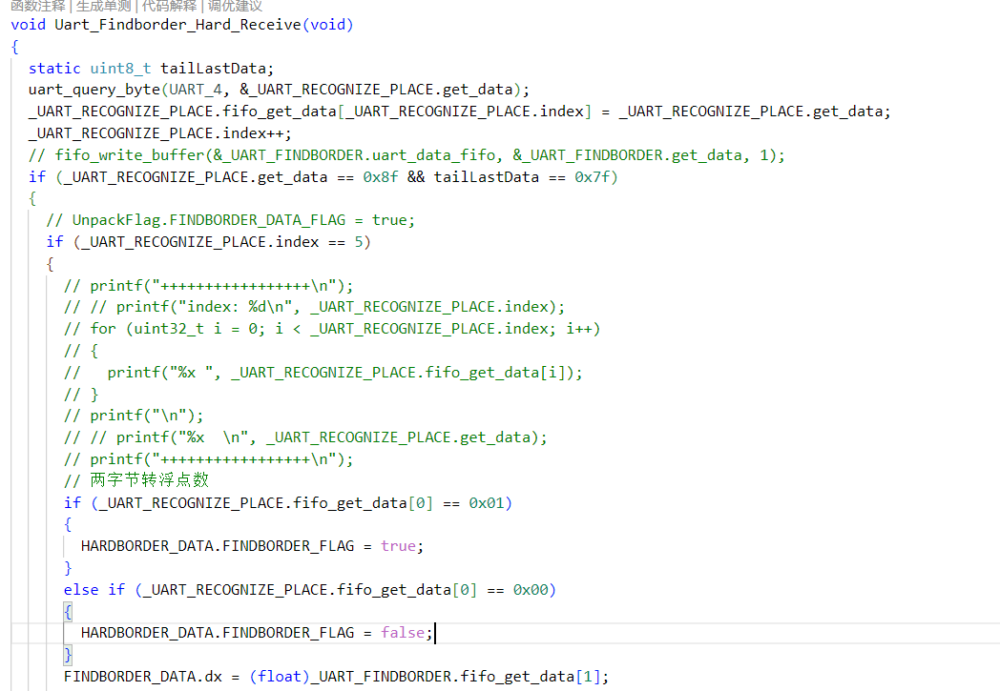 函数注释 | 生成单测 | 代码解释 | 调优建议
void Uart_Findborder_Hard_Receive(void)
{
  static uint8_t tailLastData;
  uart_query_byte(UART_4, &_UART_RECOGNIZE_PLACE.get_data);
  _UART_RECOGNIZE_PLACE.fifo_get_data[_UART_RECOGNIZE_PLACE.index] = _UART_RECOGNIZE_PLACE.get_data;
  _UART_RECOGNIZE_PLACE.index++;
  // fifo_write_buffer(&_UART_FINDBORDER.uart_data_fifo, &_UART_FINDBORDER.get_data, 1);
  if (_UART_RECOGNIZE_PLACE.get_data == 0x8f && tailLastData == 0x7f)
  {
    // UnpackFlag.FINDBORDER_DATA_FLAG = true;
    if (_UART_RECOGNIZE_PLACE.index == 5)
    {
      // printf("+++++++++++++++++\n");
      // // printf("index: %d\n", _UART_RECOGNIZE_PLACE.index);
      // for (uint32_t i = 0; i < _UART_RECOGNIZE_PLACE.index; i++)
      // {
      //   printf("%x ", _UART_RECOGNIZE_PLACE.fifo_get_data[i]);
      // }
      // printf("\n");
      // // printf("%x  \n", _UART_RECOGNIZE_PLACE.get_data);
      // printf("+++++++++++++++++\n");
      // 两字节转浮点数
      if (_UART_RECOGNIZE_PLACE.fifo_get_data[0] == 0x01)
      {
        HARDBORDER_DATA.FINDBORDER_FLAG = true;
      }
      else if (_UART_RECOGNIZE_PLACE.fifo_get_data[0] == 0x00)
      {
        HARDBORDER_DATA.FINDBORDER_FLAG = false;
      }
      FINDBORDER_DATA.dx = (float)_UART_FINDBORDER.fifo_get_data[1];